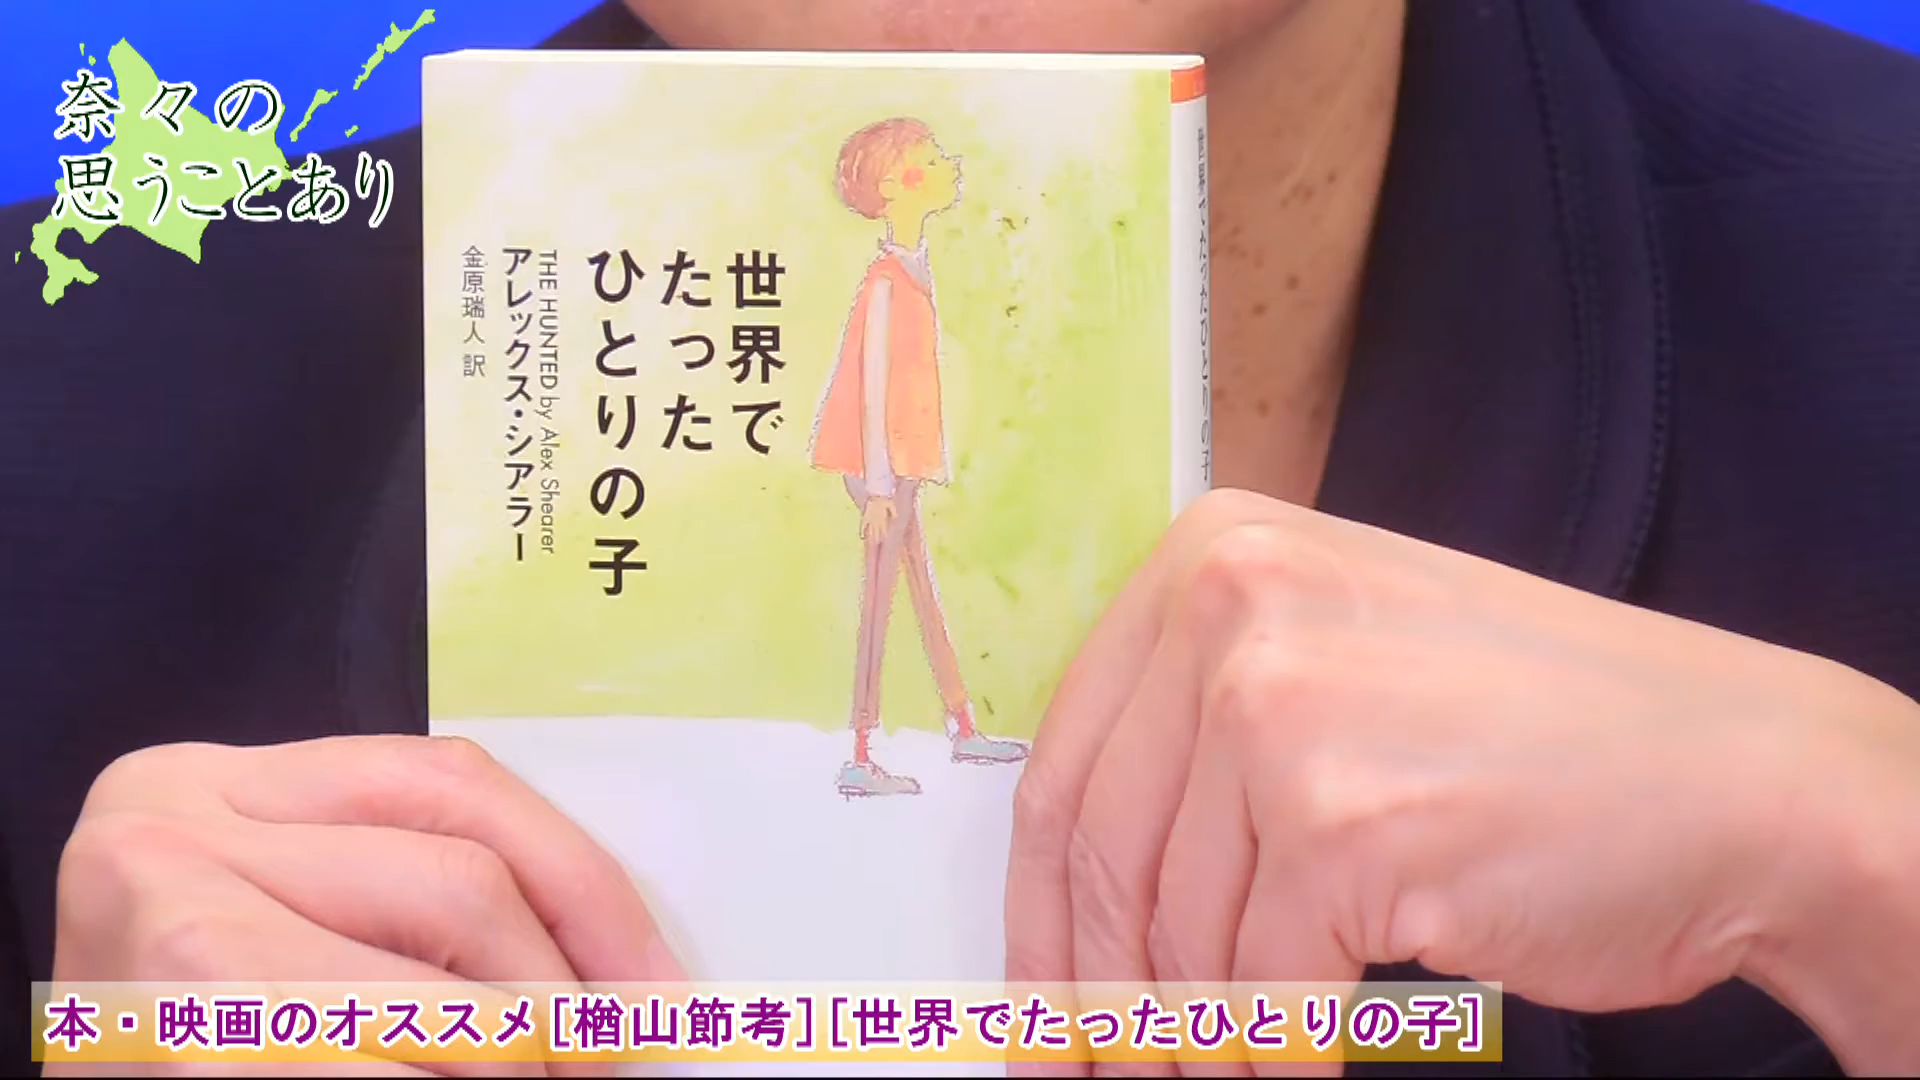 奈々の
思うことあり
世界で
たった
ひとりの子
THE HUNTED by Alex Shearer
アレックス・シアラー
金原瑞人 訳
世界でたったひとりの子
本・映画のオススメ[楢山節考][世界でたったひとりの子]